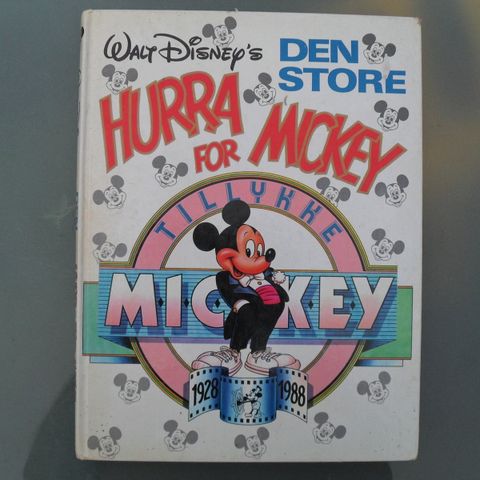 WALT DISNEY'S
DEN
STORE
HURRA
FOR MICKEY
TILLYKKE
MICKEY
1928 1988